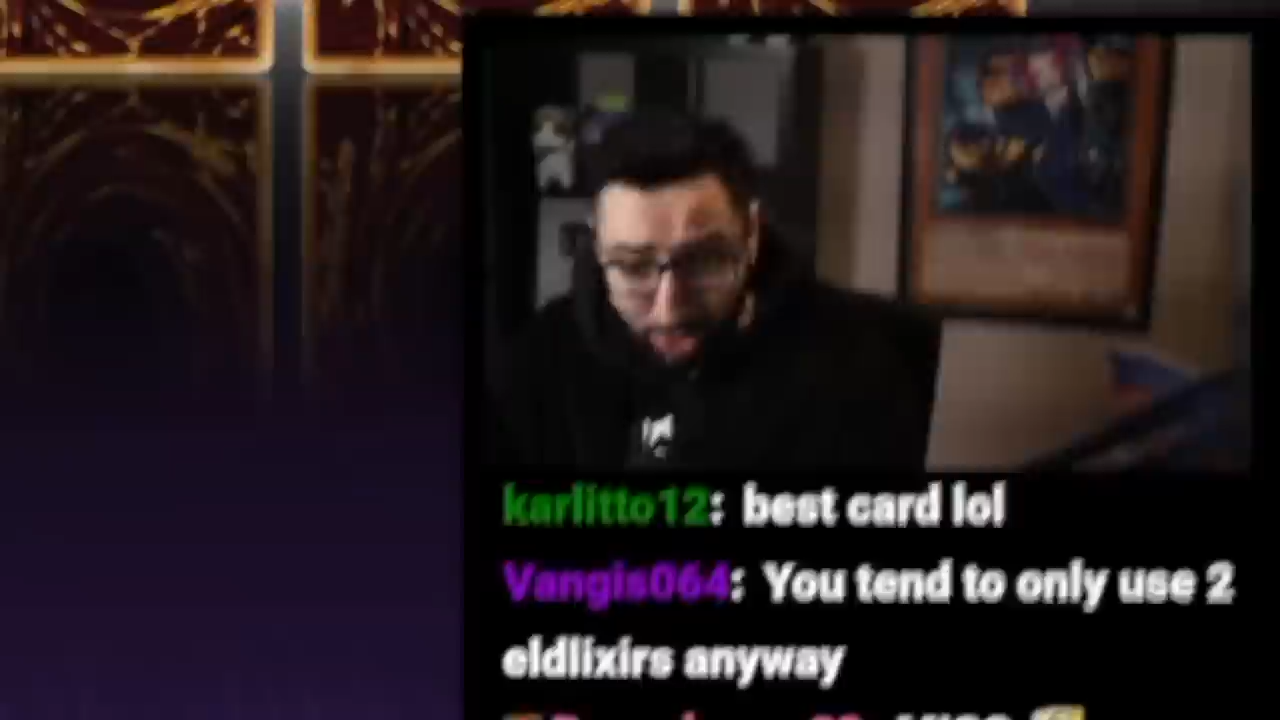 karlitto12: best card lol
Vangis064: You tend to only use 2
eldlixirs anyway